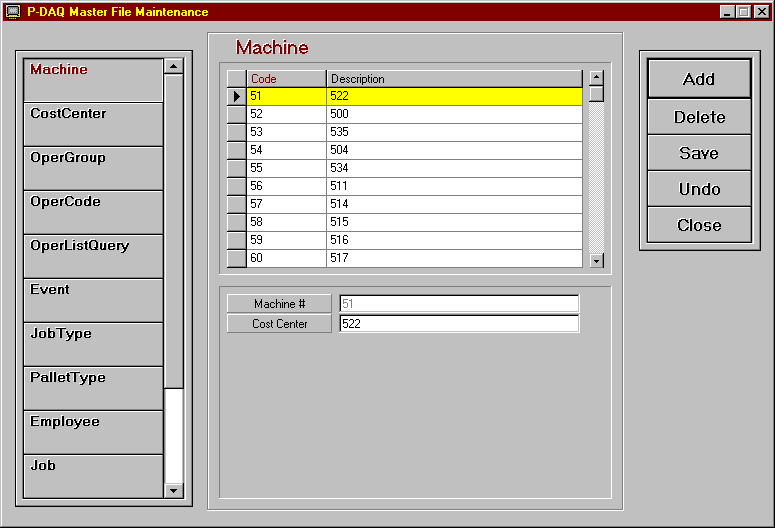 P-DAQ Master File Maintenance
Machine
CostCenter
OperGroup
OperCode
OperListQuery
Event
JobType
PalletType
Employee
Job
Machine
Code Description
51 522
52 500
53 535
54 504
55 534
56 511
57 514
58 515
59 516
60 517
Machine # 51
Cost Center 522
Add
Delete
Save
Undo
Close